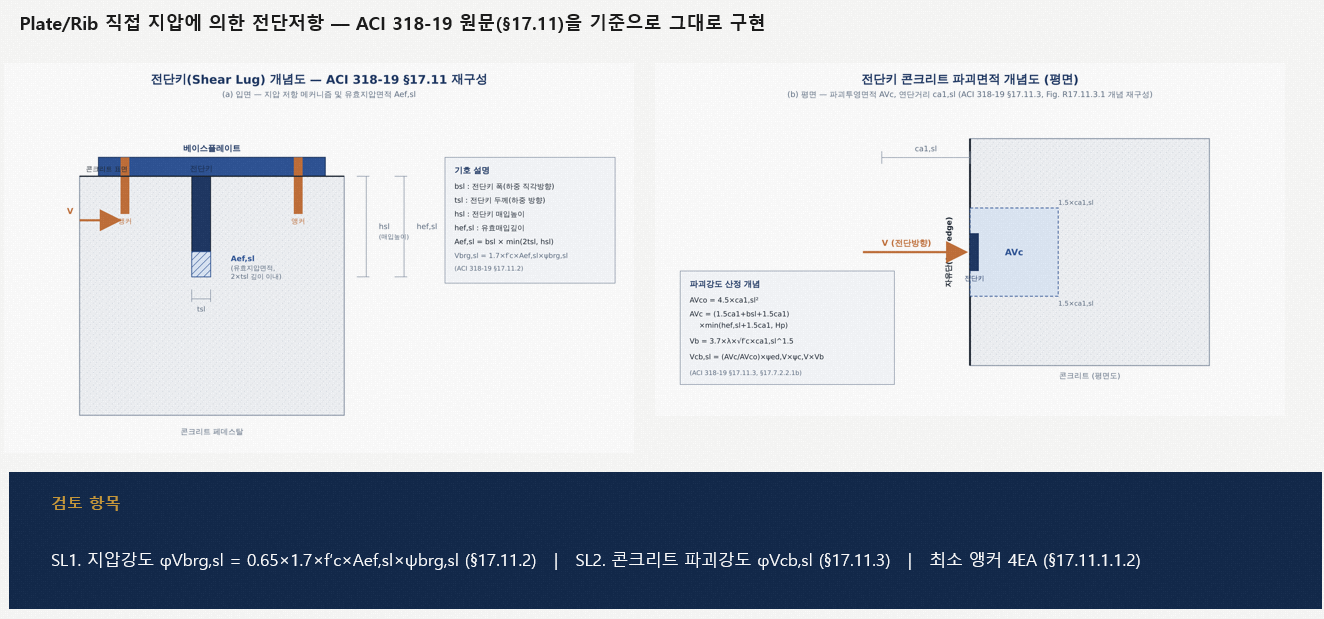 Plate/Rib 직접 지압에 의한 전단저항 — ACI 318-19 원문(§17.11)을 기준으로 그대로 구현
전단키(Shear Lug) 개념도 — ACI 318-19 §17.11 재구성
(a) 입면 — 지압 저항 메커니즘 및 유효지압면적 Aef,sl
베이스플레이트
전단키
V
앵커
앵커
Aef,sl
(유효지압면적,
2×tsl 깊이 이내)
tsl
hsl
(매입높이)
hef,sl
콘크리트 페데스탈
기호 설명
bsl : 전단키 폭(하중 직각방향)
tsl : 전단키 두께(하중 방향)
hsl : 전단키 매입높이
hef,sl : 유효매입깊이
Aef,sl = bsl × min(2tsl, hsl)
Vbrg,sl = 1.7×f'c×Aef,sl×ψbrg,sl
(ACI 318-19 §17.11.2)
전단키 콘크리트 파괴면적 개념도 (평면)
(b) 평면 — 파괴투영면적 AVc, 연단거리 ca1,sl (ACI 318-19 §17.11.3, Fig. R17.11.3.1 개념 재구성)
ca1,sl
1.5×ca1,sl
V (전단방향)
AVc
전단키
1.5×ca1,sl
콘크리트 (평면도)
파괴강도 산정 개념
AVco = 4.5×ca1,sl²
AVc = (1.5ca1+bsl+1.5ca1)
×min(hef,sl+1.5ca1, Hp)
Vb = 3.7×λ×√f'c×ca1,sl^1.5
Vcb,sl = (AVc/AVco)×ψed,V×ψc,V×Vb
(ACI 318-19 §17.11.3, §17.7.2.2.1b)
검토 항목
SL1. 지압강도 φVbrg,sl = 0.65×1.7×f'c×Aef,sl×ψbrg,sl (§17.11.2) | SL2. 콘크리트 파괴강도 φVcb,sl (§17.11.3) | 최소 앵커 4EA (§17.11.1.1.2)